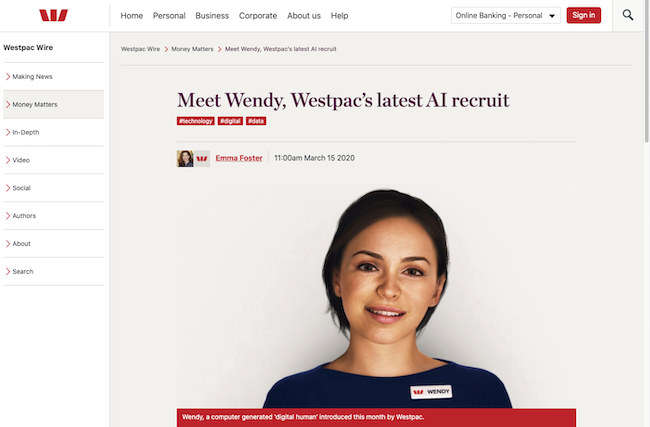 Home Personal Business Corporate About us Help
Online Banking - Personal
Sign in
Westpac Wire
Making News
Money Matters
In-Depth
Video
Social
Authors
About
Search
Westpac Wire Money Matters Meet Wendy, Westpac's latest AI recruit
Meet Wendy, Westpac’s latest AI recruit
#technology #digital #data
Emma Foster 11:00am March 15 2020
WENDY
Wendy, a computer generated 'digital human' introduced this month by Westpac.